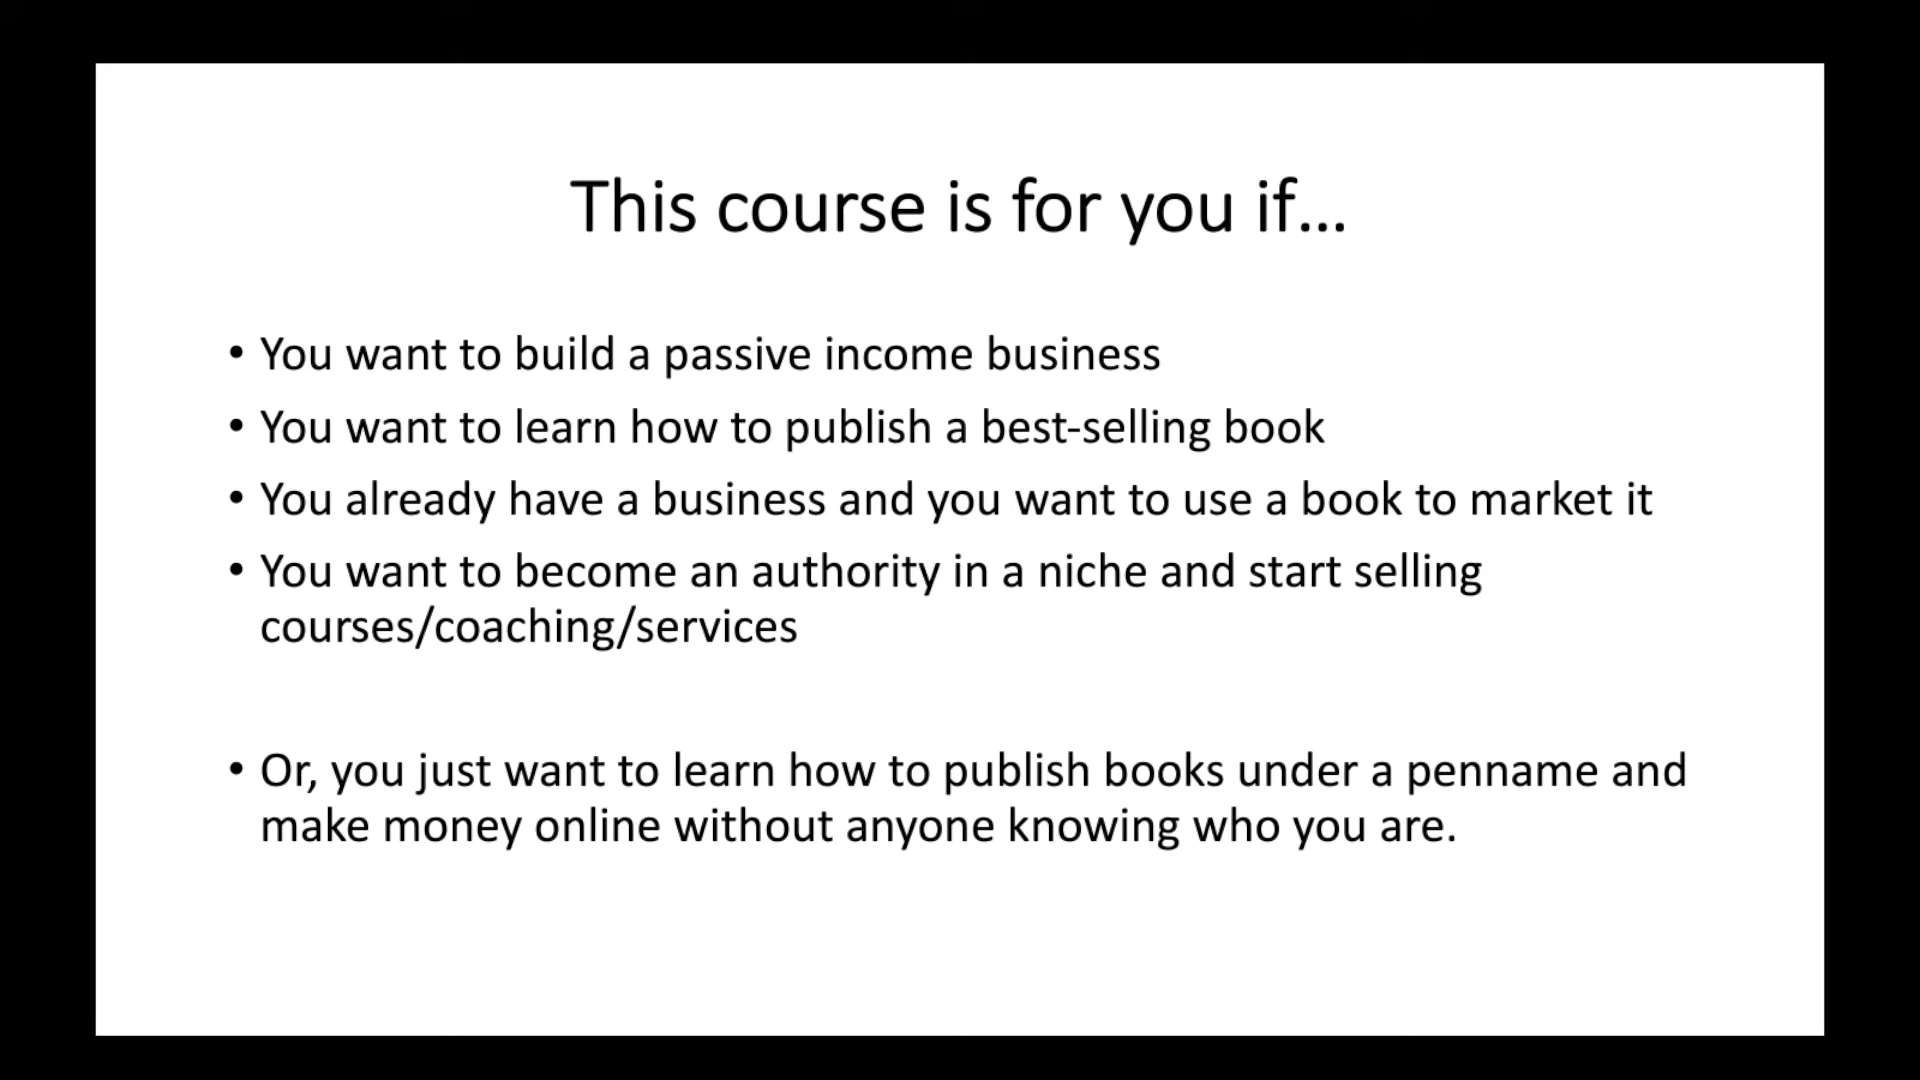 This course is for you if...
• You want to build a passive income business
• You want to learn how to publish a best-selling book
• You already have a business and you want to use a book to market it
• You want to become an authority in a niche and start selling
courses/coaching/services
• Or, you just want to learn how to publish books under a penname and
make money online without anyone knowing who you are.